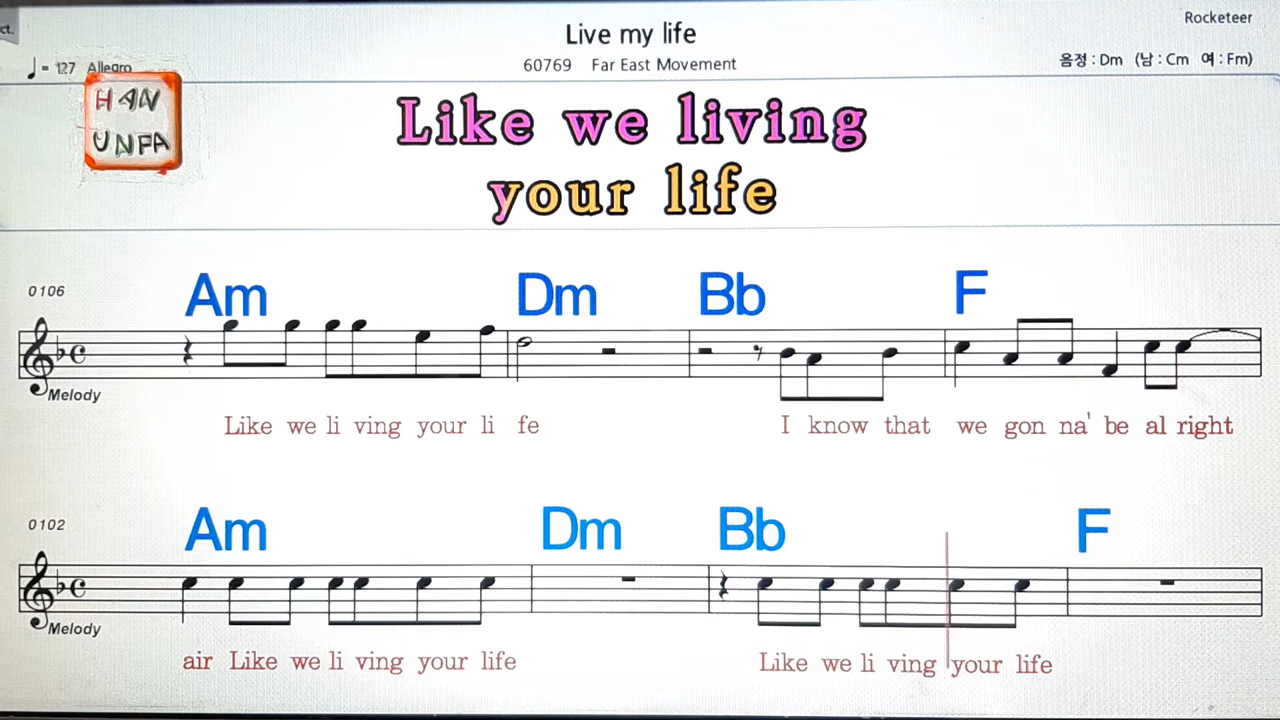 ct.
Live my life
Rocketeer
♩= 127 Allegro
60769 Far East Movement
음정 : Dm (남 : Cm 여 : Fm)
HAN
UNFA
Like we living
your life
0106
Am Dm Bb F
Melody
Like we li ving your li fe I know that we gon na' be al right
0102
Am Dm Bb F
Melody
air Like we li ving your life Like we li ving your life